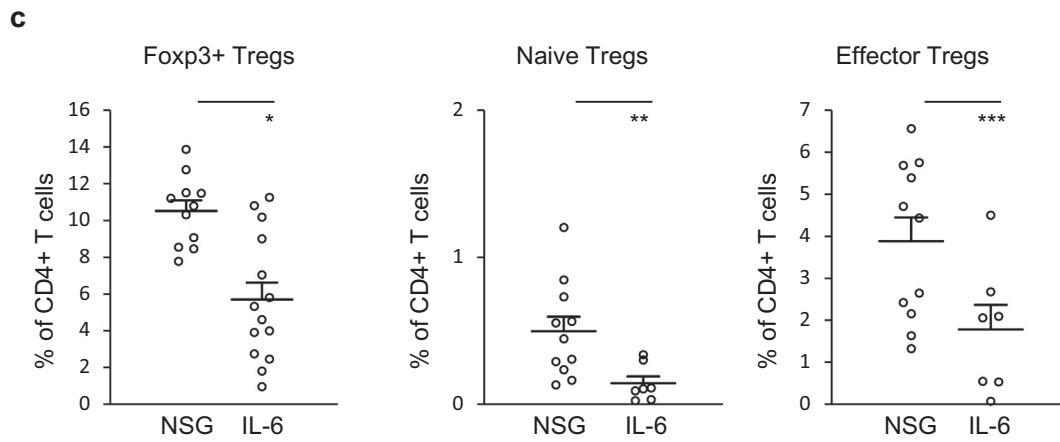 c
Foxp3+ Tregs
% of CD4+ T cells
16
14
12
10
8
6
4
2
0
*
NSG IL-6
Naive Tregs
% of CD4+ T cells
2
1
0
**
NSG IL-6
Effector Tregs
% of CD4+ T cells
7
6
5
4
3
2
1
0
***
NSG IL-6